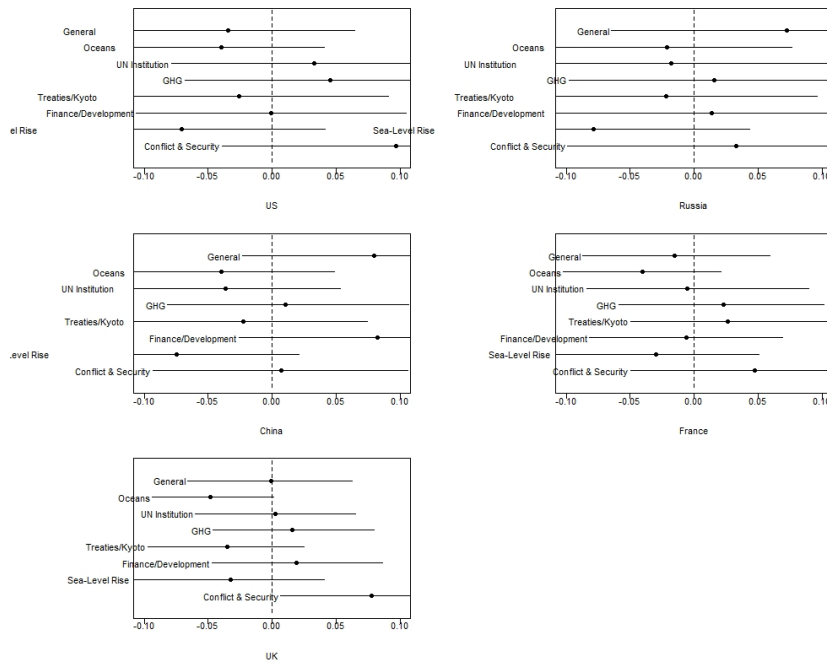 General
Oceans
UN Institution
GHG
Treaties/Kyoto
Finance/Development
el Rise
Conflict & Security
-0.10 -0.05 0.00 0.05 0.10
US
General
Oceans
UN Institution
GHG
Treaties/Kyoto
Finance/Development
Sea-Level Rise
Conflict & Security
-0.10 -0.05 0.00 0.05 0.10
Russia
General
Oceans
UN Institution
GHG
Treaties/Kyoto
Finance/Development
.evel Rise
Conflict & Security
-0.10 -0.05 0.00 0.05 0.10
China
General
Oceans
UN Institution
GHG
Treaties/Kyoto
Finance/Development
Sea-Level Rise
Conflict & Security
-0.10 -0.05 0.00 0.05 0.10
France
General
Oceans
UN Institution
GHG
Treaties/Kyoto
Finance/Development
Sea-Level Rise
Conflict & Security
-0.10 -0.05 0.00 0.05 0.10
UK